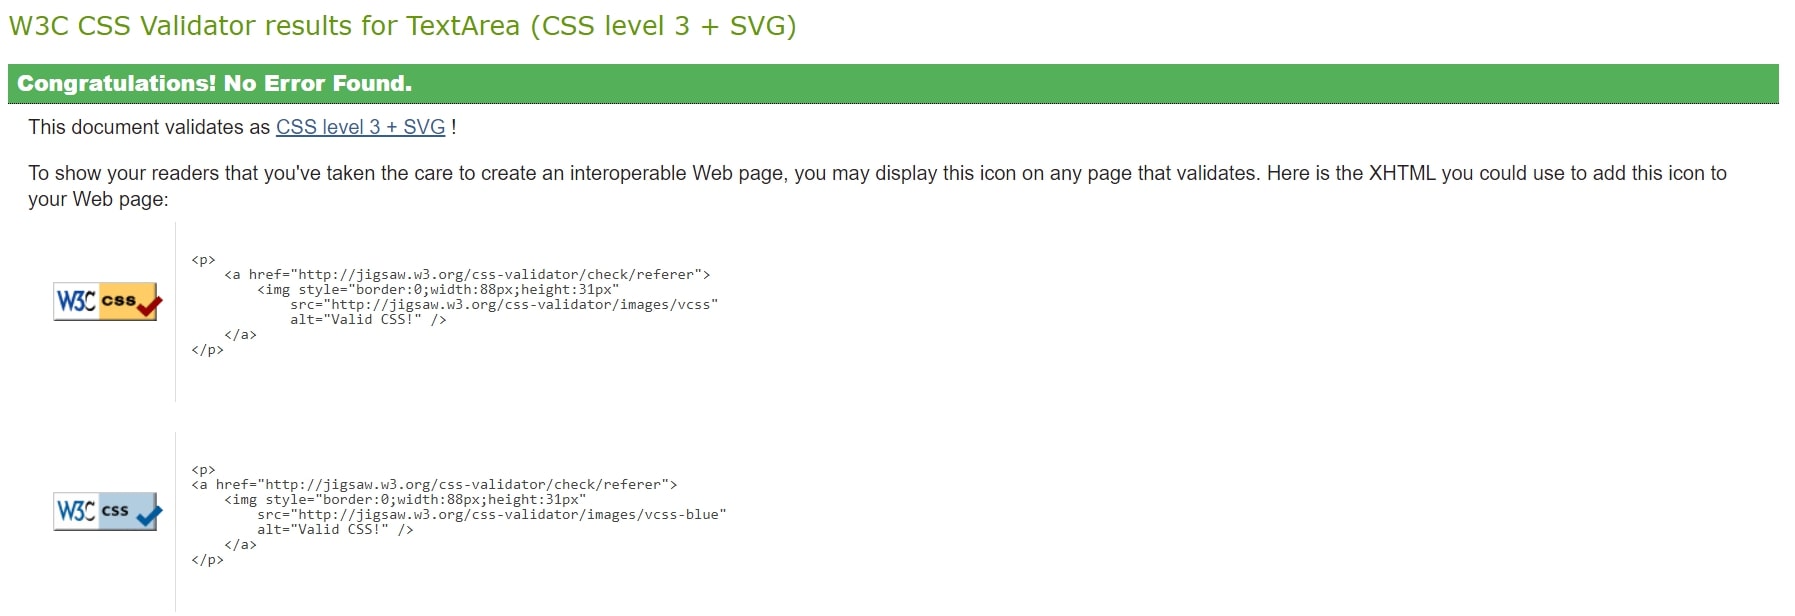 W3C CSS Validator results for TextArea (CSS level 3 + SVG)
Congratulations! No Error Found.
This document validates as CSS level 3 + SVG !
To show your readers that you've taken the care to create an interoperable Web page, you may display this icon on any page that validates. Here is the XHTML you could use to add this icon to
your Web page:
<p>
    <a href="http://jigsaw.w3.org/css-validator/check/referer">
        <img style="border:0;width:88px;height:31px"
W3C css
            src="http://jigsaw.w3.org/css-validator/images/vcss"
            alt="Valid CSS!" />
    </a>
</p>
<p>
<a href="http://jigsaw.w3.org/css-validator/check/referer">
    <img style="border:0;width:88px;height:31px"
W3C css
        src="http://jigsaw.w3.org/css-validator/images/vcss-blue"
        alt="Valid CSS!" />
    </a>
</p>